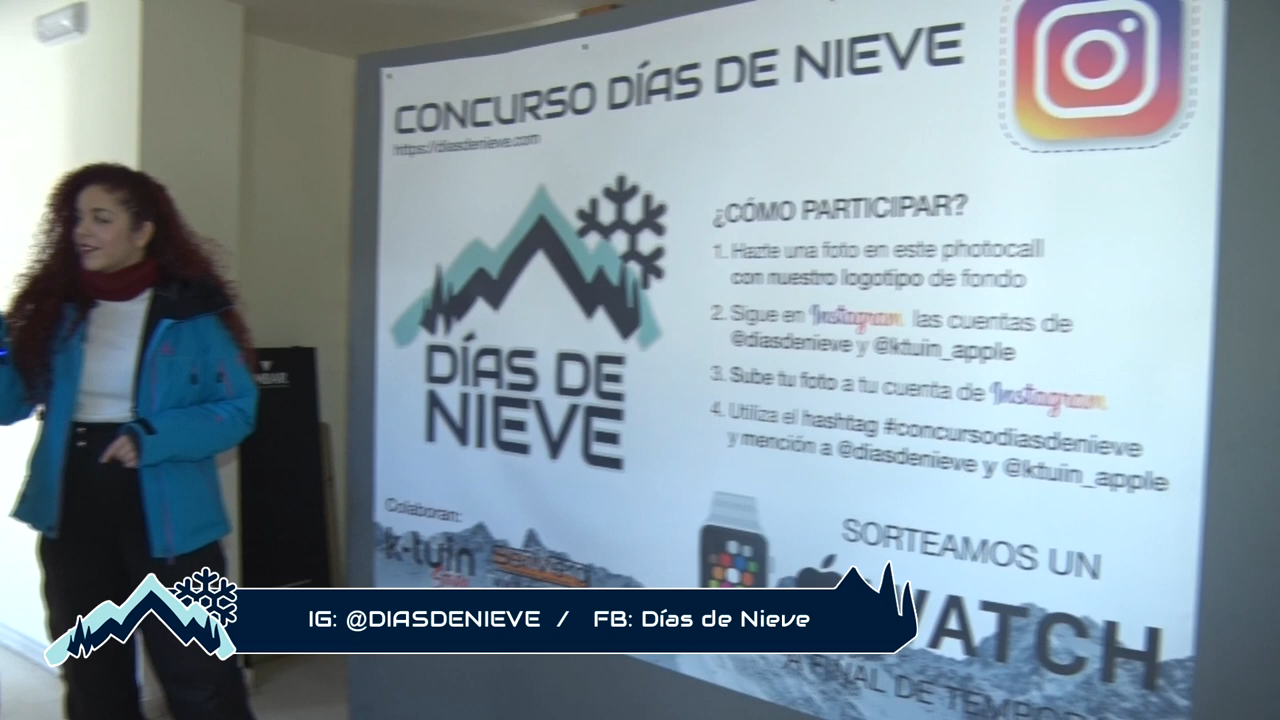 CONCURSO DÍAS DE NIEVE
https://diasdenieve.com
¿CÓMO PARTICIPAR?
1. Hazte una foto en este photocall
con nuestro logotipo de fondo
2. Sigue en Instagram las cuentas de
@diasdenieve y @ktuin_apple
3. Sube tu foto a tu cuenta de Instagram
4. Utiliza el hashtag #concursodiasdenieve
y mención a @diasdenieve y @ktuin_apple
DÍAS DE
NIEVE
Colaboran:
k-tuin
SORTEAMOS UN
WATCH
A FINAL DE
IG: @DIASDENIEVE / FB: Días de Nieve